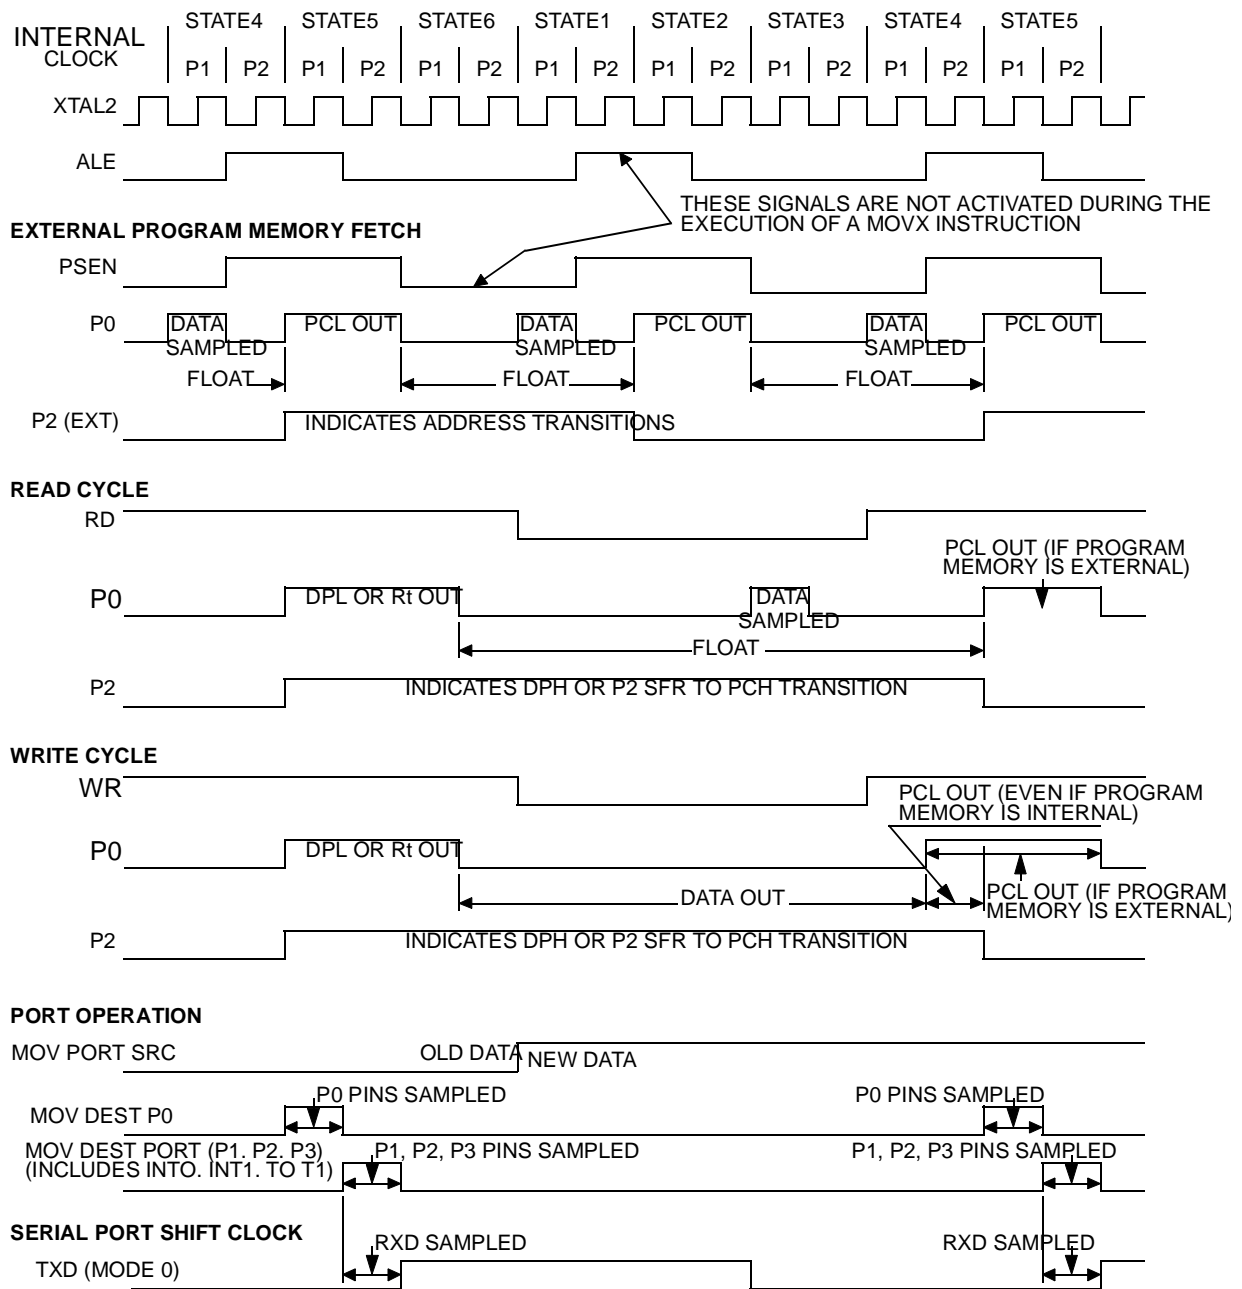 STATE4 STATE5 STATE6 STATE1 STATE2 STATE3 STATE4 STATE5
INTERNAL
CLOCK
P1 P2 P1 P2 P1 P2 P1 P2 P1 P2 P1 P2 P1 P2 P1 P2
XTAL2
ALE
THESE SIGNALS ARE NOT ACTIVATED DURING THE
EXECUTION OF A MOVX INSTRUCTION
EXTERNAL PROGRAM MEMORY FETCH
PSEN
P0 DATA PCL OUT DATA PCL OUT DATA PCL OUT
SAMPLED SAMPLED SAMPLED
FLOAT FLOAT FLOAT
P2 (EXT) INDICATES ADDRESS TRANSITIONS
READ CYCLE
RD
PCL OUT (IF PROGRAM
MEMORY IS EXTERNAL)
P0 DPL OR Rt OUT DATA
SAMPLED
FLOAT
P2 INDICATES DPH OR P2 SFR TO PCH TRANSITION
WRITE CYCLE
WR
PCL OUT (EVEN IF PROGRAM
MEMORY IS INTERNAL)
P0 DPL OR Rt OUT
DATA OUT
PCL OUT (IF PROGRAM
MEMORY IS EXTERNAL)
P2 INDICATES DPH OR P2 SFR TO PCH TRANSITION
PORT OPERATION
MOV PORT SRC OLD DATA NEW DATA
P0 PINS SAMPLED P0 PINS SAMPLED
MOV DEST P0
MOV DEST PORT (P1. P2. P3) P1, P2, P3 PINS SAMPLED P1, P2, P3 PINS SAMPLED
(INCLUDES INTO. INT1. TO T1)
SERIAL PORT SHIFT CLOCK
RXD SAMPLED RXD SAMPLED
TXD (MODE 0)